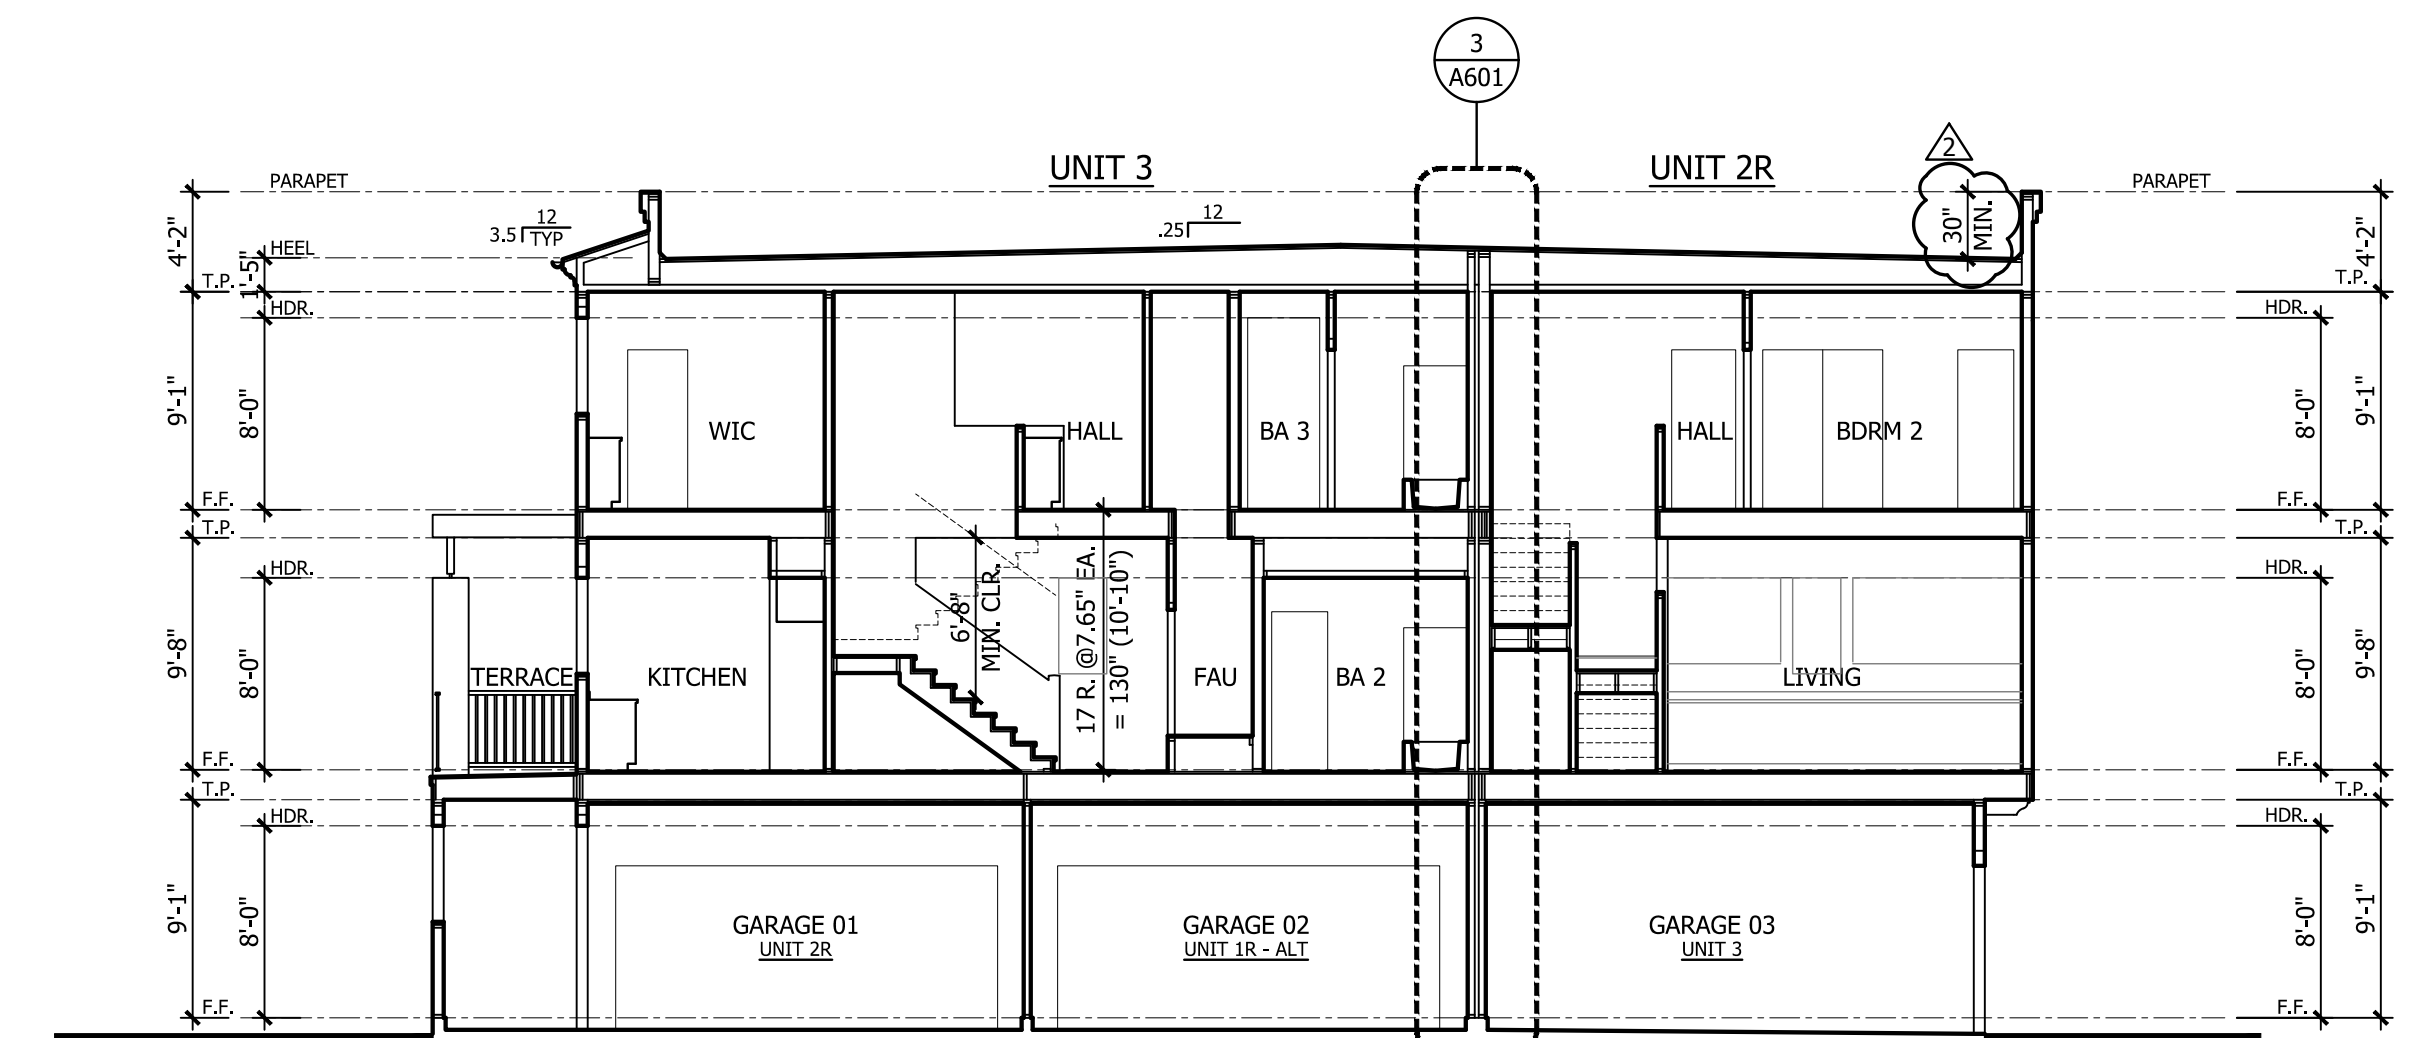 3
A601
UNIT 3
UNIT 2R
2
PARAPET
PARAPET
12
3.5
TYP
12
.25
30"
MIN.
4'-2"
HEEL
1'-5"
4'-2"
T.P.
T.P.
HDR.
HDR.
9'-1"
8'-0"
WIC
HALL
BA 3
HALL
BDRM 2
8'-0"
9'-1"
F.F.
F.F.
T.P.
T.P.
HDR.
HDR.
9'-8"
8'-0"
TERRACE
KITCHEN
6'-8"
MIN. CLR.
17 R. @7.65" EA.
= 130" (10'-10")
FAU
BA 2
LIVING
8'-0"
9'-8"
F.F.
F.F.
T.P.
T.P.
HDR.
HDR.
9'-1"
8'-0"
GARAGE 01
UNIT 2R
GARAGE 02
UNIT 1R - ALT
GARAGE 03
UNIT 3
8'-0"
9'-1"
F.F.
F.F.